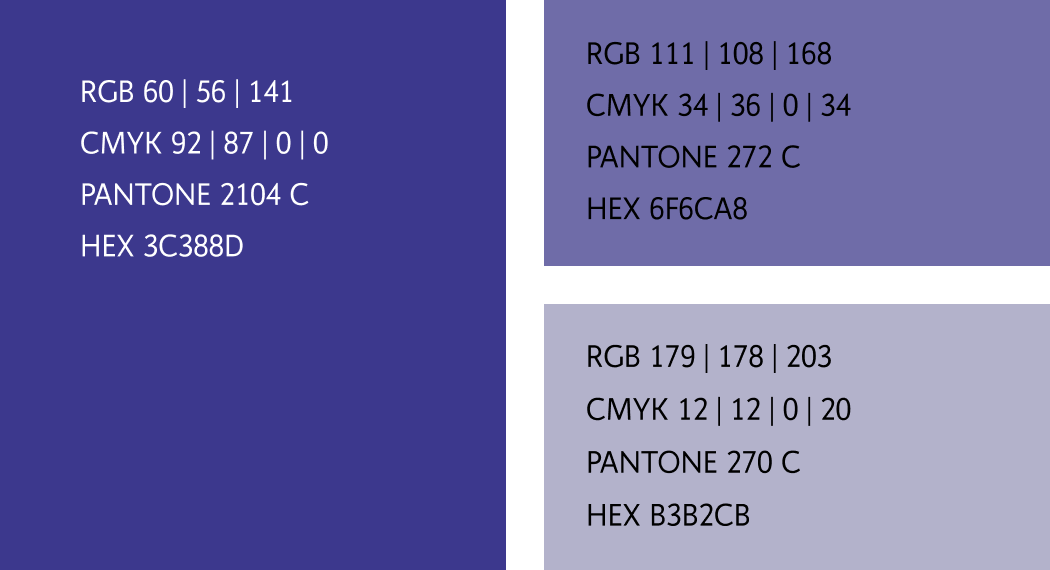 RGB 60 | 56 | 141
CMYK 92 | 87 | 0 | 0
PANTONE 2104 C
HEX 3C388D
RGB 111 | 108 | 168
CMYK 34 | 36 | 0 | 34
PANTONE 272 C
HEX 6F6CA8
RGB 179 | 178 | 203
CMYK 12 | 12 | 0 | 20
PANTONE 270 C
HEX B3B2CB